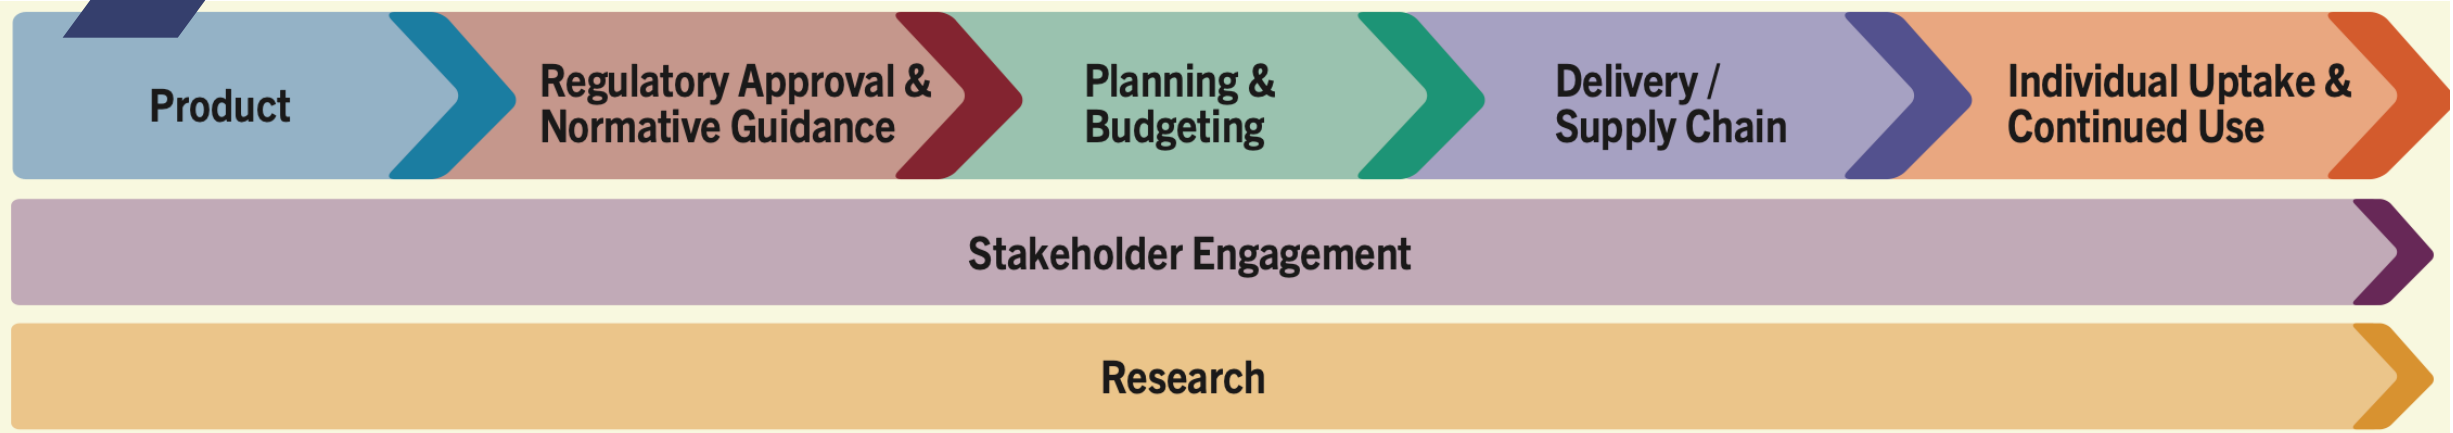 Product
Regulatory Approval &
Normative Guidance
Planning &
Budgeting
Delivery /
Supply Chain
Individual Uptake &
Continued Use
Stakeholder Engagement
Research